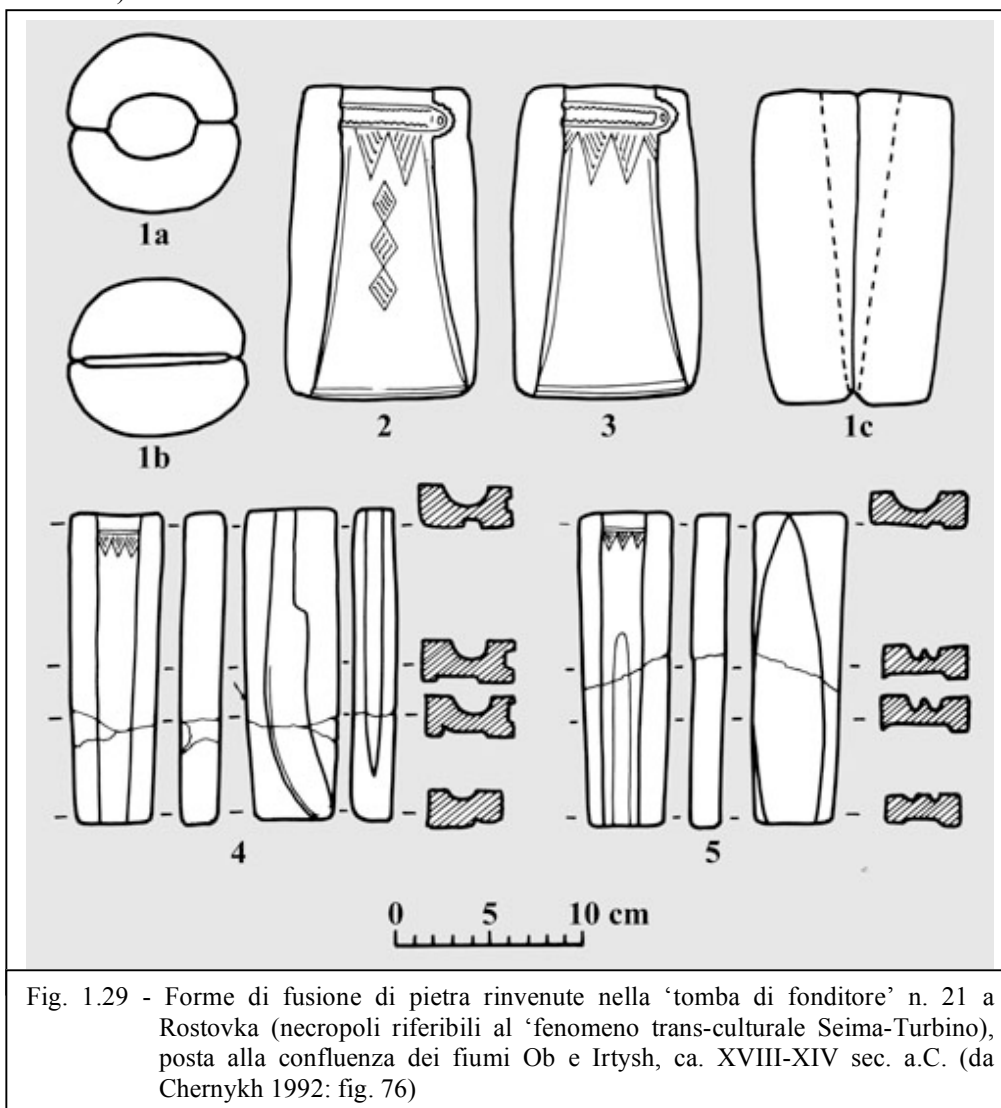 1a
1b
2
3
1c
4
5
0 5 10 cm
Fig. 1.29 - Forme di fusione di pietra rinvenute nella ‘tomba di fonditore’ n. 21 a
Rostovka (necropoli riferibili al ‘fenomeno trans-culturale Seima-Turbino),
posta alla confluenza dei fiumi Ob e Irtysh, ca. XVIII-XIV sec. a.C. (da
Chernykh 1992: fig. 76)